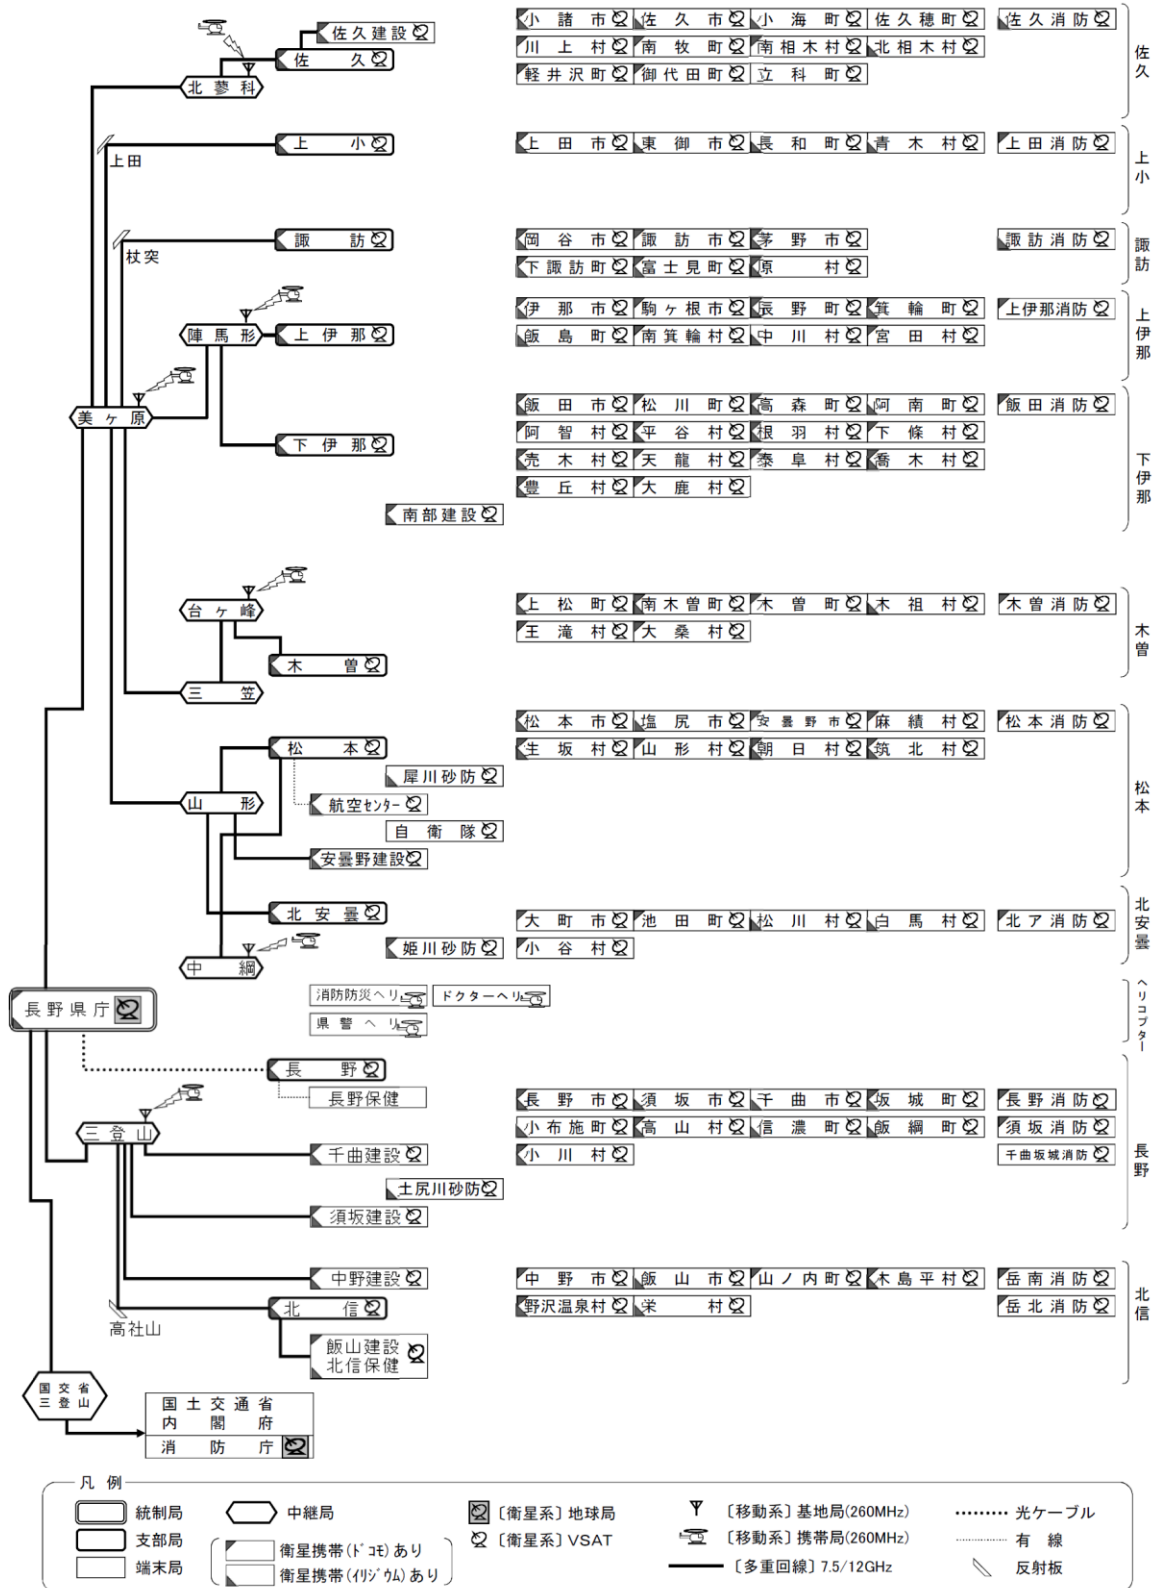 佐久建設
小諸市 佐久市 小海町 佐久穂町 佐久消防
佐久
川上村 南牧町 南相木村 北相木村
佐久
北蓼科
軽井沢町 御代田町 立科町
上田
上小
上田市 東御市 長和町 青木村 上田消防
上小
杖突
諏訪
岡谷市 諏訪市 茅野市 諏訪消防
下諏訪町 富士見町 原村
諏訪
陣馬形
上伊那
伊那市 駒ヶ根市 辰野町 箕輪町 上伊那消防
飯島町 南箕輪村 中川村 宮田村
上伊那
美ヶ原
下伊那
飯田市 松川町 高森町 阿南町 飯田消防
阿智村 平谷村 根羽村 下條村
売木村 天龍村 泰阜村 喬木村
豊丘村 大鹿村
南部建設
下伊那
台ヶ峰
上松町 南木曽町 木曽町 木祖村 木曽消防
王滝村 大桑村
木曽
三笠
木曽
松本
松本市 塩尻市 安曇野市 麻績村 松本消防
生坂村 山形村 朝日村 筑北村
犀川砂防
山形
航空センター
自衛隊
安曇野建設
松本
北安曇
大町市 池田町 松川村 白馬村 北ア消防
姫川砂防
小谷村
中綱
北安曇
長野県庁
消防防災ヘリ ドクターヘリ
県警ヘリ
ヘリコプター
長野
長野保健
長野市 須坂市 千曲市 坂城町 長野消防
三登山
小布施町 高山村 信濃町 飯綱町 須坂消防
千曲建設
小川村 千曲坂城消防
土尻川砂防
須坂建設
長野
中野建設
中野市 飯山市 山ノ内町 木島平村 岳南消防
北信
野沢温泉村 栄村 岳北消防
高社山
飯山建設
北信保健
北信
国交省
三登山
国土交通省
内閣府
消防庁
凡例
統制局 中継局 〔衛星系〕地球局 〔移動系〕基地局(260MHz) 光ケーブル
支部局 〔衛星系〕VSAT 〔移動系〕携帯局(260MHz) 有線
端末局 衛星携帯(ﾄﾞｺﾓ)あり 〔多重回線〕7.5/12GHz 反射板
衛星携帯(ｲﾘｼﾞｳﾑ)あり